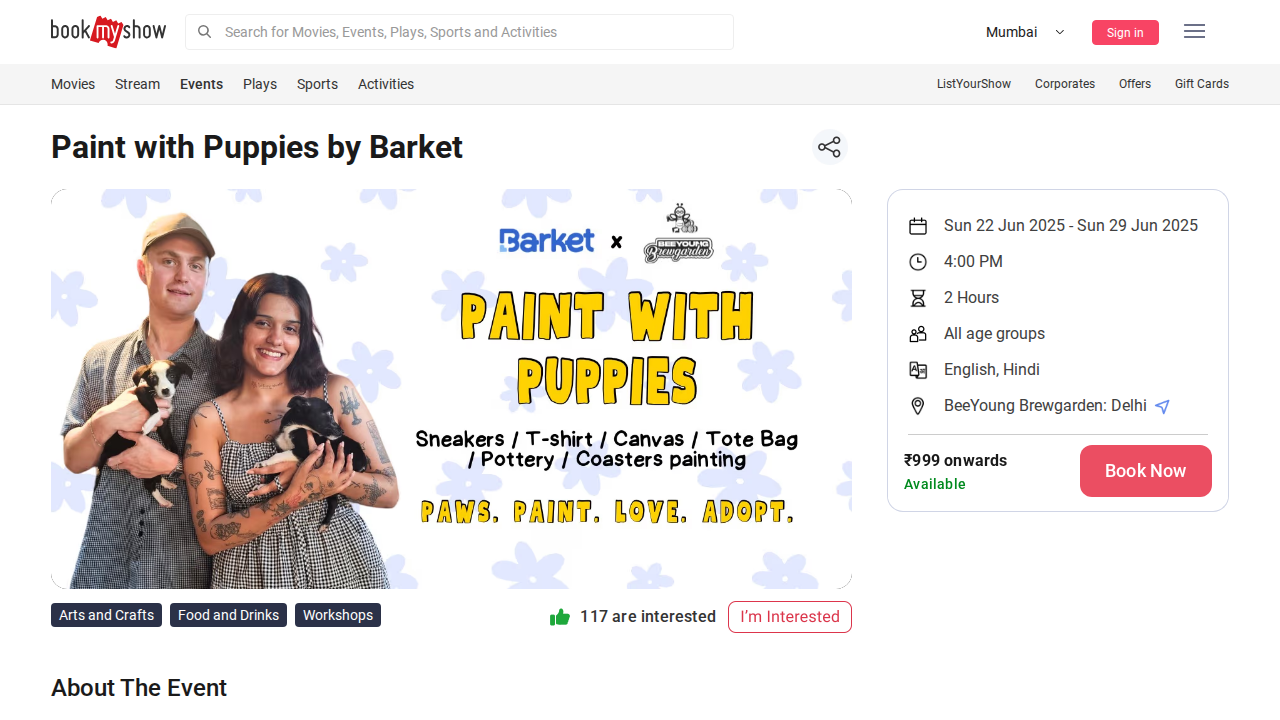 bookmyshow
Search for Movies, Events, Plays, Sports and Activities
Mumbai
Sign in
Movies
Stream
Events
Plays
Sports
Activities
ListYourShow
Corporates
Offers
Gift Cards
Paint with Puppies by Barket
Barket x BEEYOUNG
Brewgarden
PAINT WITH
PUPPIES
Sneakers / T-shirt / Canvas / Tote Bag
/ Pottery / Coasters painting
PAWS. PAINT. LOVE. ADOPT.
Sun 22 Jun 2025 - Sun 29 Jun 2025
4:00 PM
2 Hours
All age groups
English, Hindi
BeeYoung Brewgarden: Delhi
₹999 onwards
Available
Book Now
Arts and Crafts
Food and Drinks
Workshops
117 are interested
I'm Interested
About The Event